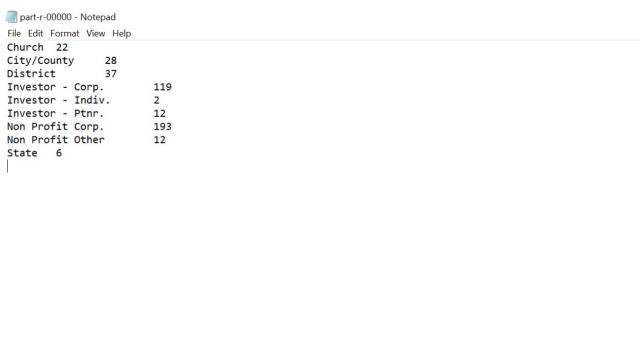 part-r-00000 - Notepad
File Edit Format View Help
Church 22
City/County 28
District 37
Investor - Corp. 119
Investor - Indiv. 2
Investor - Ptnr. 12
Non Profit Corp. 193
Non Profit Other 12
State 6